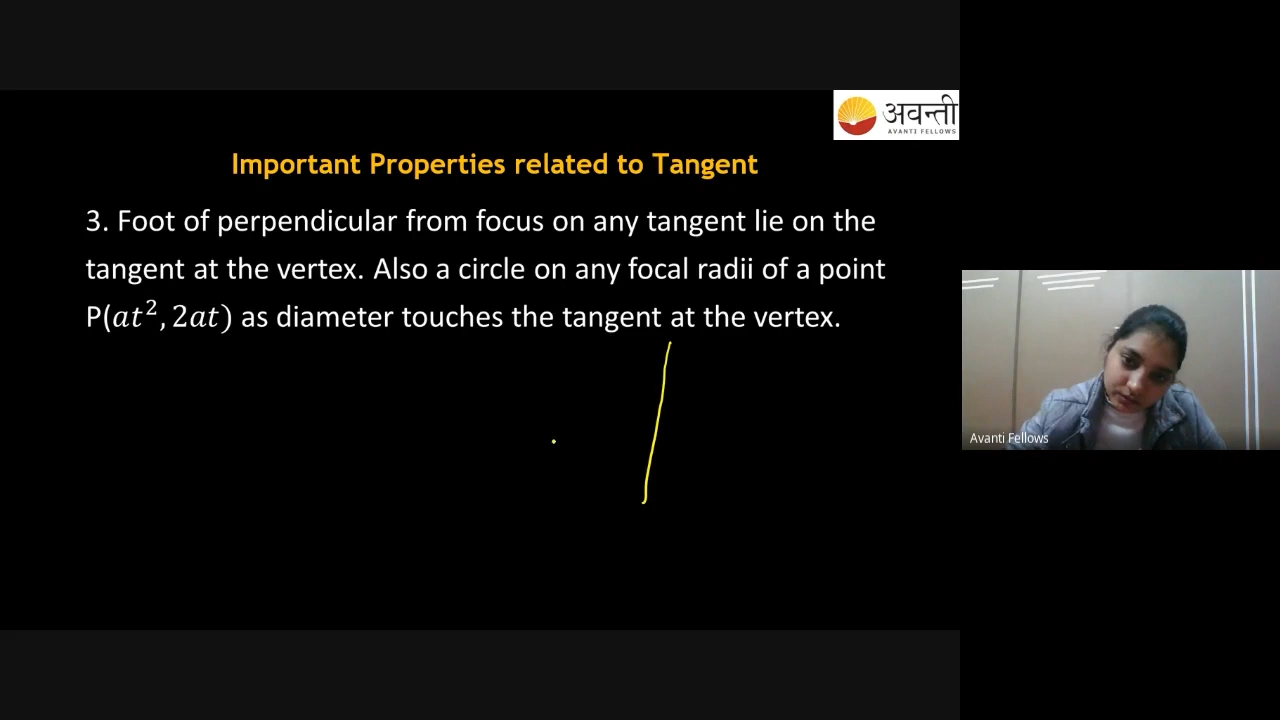 अवन्ती
AVANTI FELLOWS
Important Properties related to Tangent
3. Foot of perpendicular from focus on any tangent lie on the
tangent at the vertex. Also a circle on any focal radii of a point
P(𝑎𝑡², 2𝑎𝑡) as diameter touches the tangent at the vertex.
Avanti Fellows